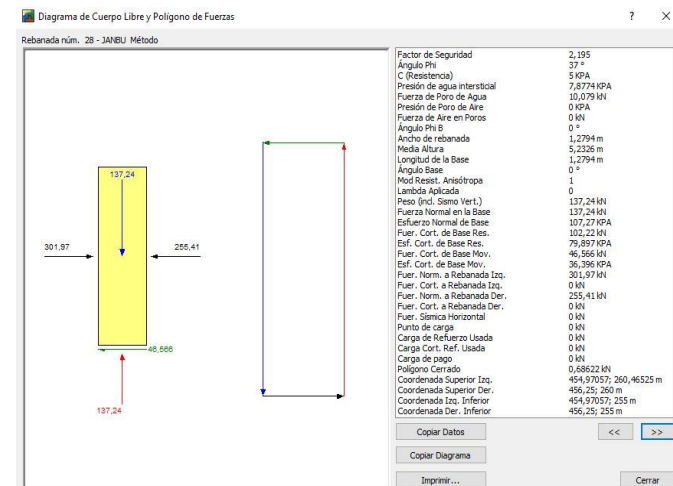 Diagrama de Cuerpo Libre y Polígono de Fuerzas ? X
Rebanada núm. 28 - JANBU Método
137,24
301,97
255,41
46,566
137,24
Factor de Seguridad 2,195
Ángulo Phi 37 °
C (Resistencia) 5 KPA
Presión de agua intersticial 7,8774 KPA
Fuerza de Poro de Agua 10,079 kN
Presión de Poro de Aire 0 KPA
Fuerza de Aire en Poros 0 kN
Ángulo Phi B 0 °
Ancho de rebanada 1,2794 m
Media Altura 5,2326 m
Longitud de la Base 1,2794 m
Ángulo Base 0 °
Mod Resist. Anisótropa 1
Lambda Aplicada 0
Peso (incl. Sismo Vert.) 137,24 kN
Fuerza Normal en la Base 137,24 kN
Esfuerzo Normal de Base 107,27 KPA
Fuer. Cort. de Base Res. 102,22 kN
Esf. Cort. de Base Res. 79,897 KPA
Fuer. Cort. de Base Mov. 46,566 kN
Esf. Cort. de Base Mov. 36,396 KPA
Fuer. Norm. a Rebanada Izq. 301,97 kN
Fuer. Cort. a Rebanada Izq. 0 kN
Fuer. Norm. a Rebanada Der. 255,41 kN
Fuer. Cort. a Rebanada Der. 0 kN
Fuer. Sísmica Horizontal 0 kN
Punto de carga 0 kN
Carga de Refuerzo Usada 0 kN
Carga Cort. Ref. Usada 0 kN
Carga de pago 0 kN
Polígono Cerrado 0,68622 kN
Coordenada Superior Izq. 454,97057; 260,46525 m
Coordenada Superior Der. 456,25; 260 m
Coordenada Izq. Inferior 454,97057; 255 m
Coordenada Der. Inferior 456,25; 255 m
Copiar Datos << >>
Copiar Diagrama
Imprimir... Cerrar